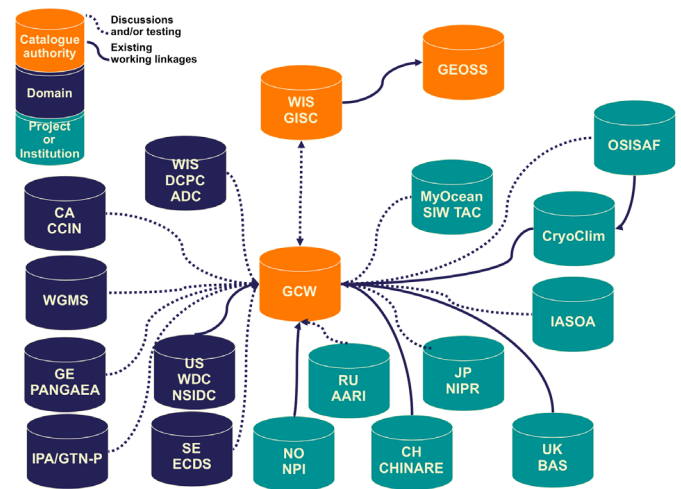 Catalogue
authority
Domain
Project
or
Institution
Discussions
and/or testing
Existing
working linkages
GEOSS
WIS
GISC
OSISAF
WIS
DCPC
ADC
MyOcean
SIW TAC
CA
CCIN
CryoClim
GCW
WGMS
IASOA
GE
PANGAEA
US
WDC
NSIDC
RU
AARI
JP
NIPR
IPA/GTN-P
SE
ECDS
NO
NPI
CH
CHINARE
UK
BAS